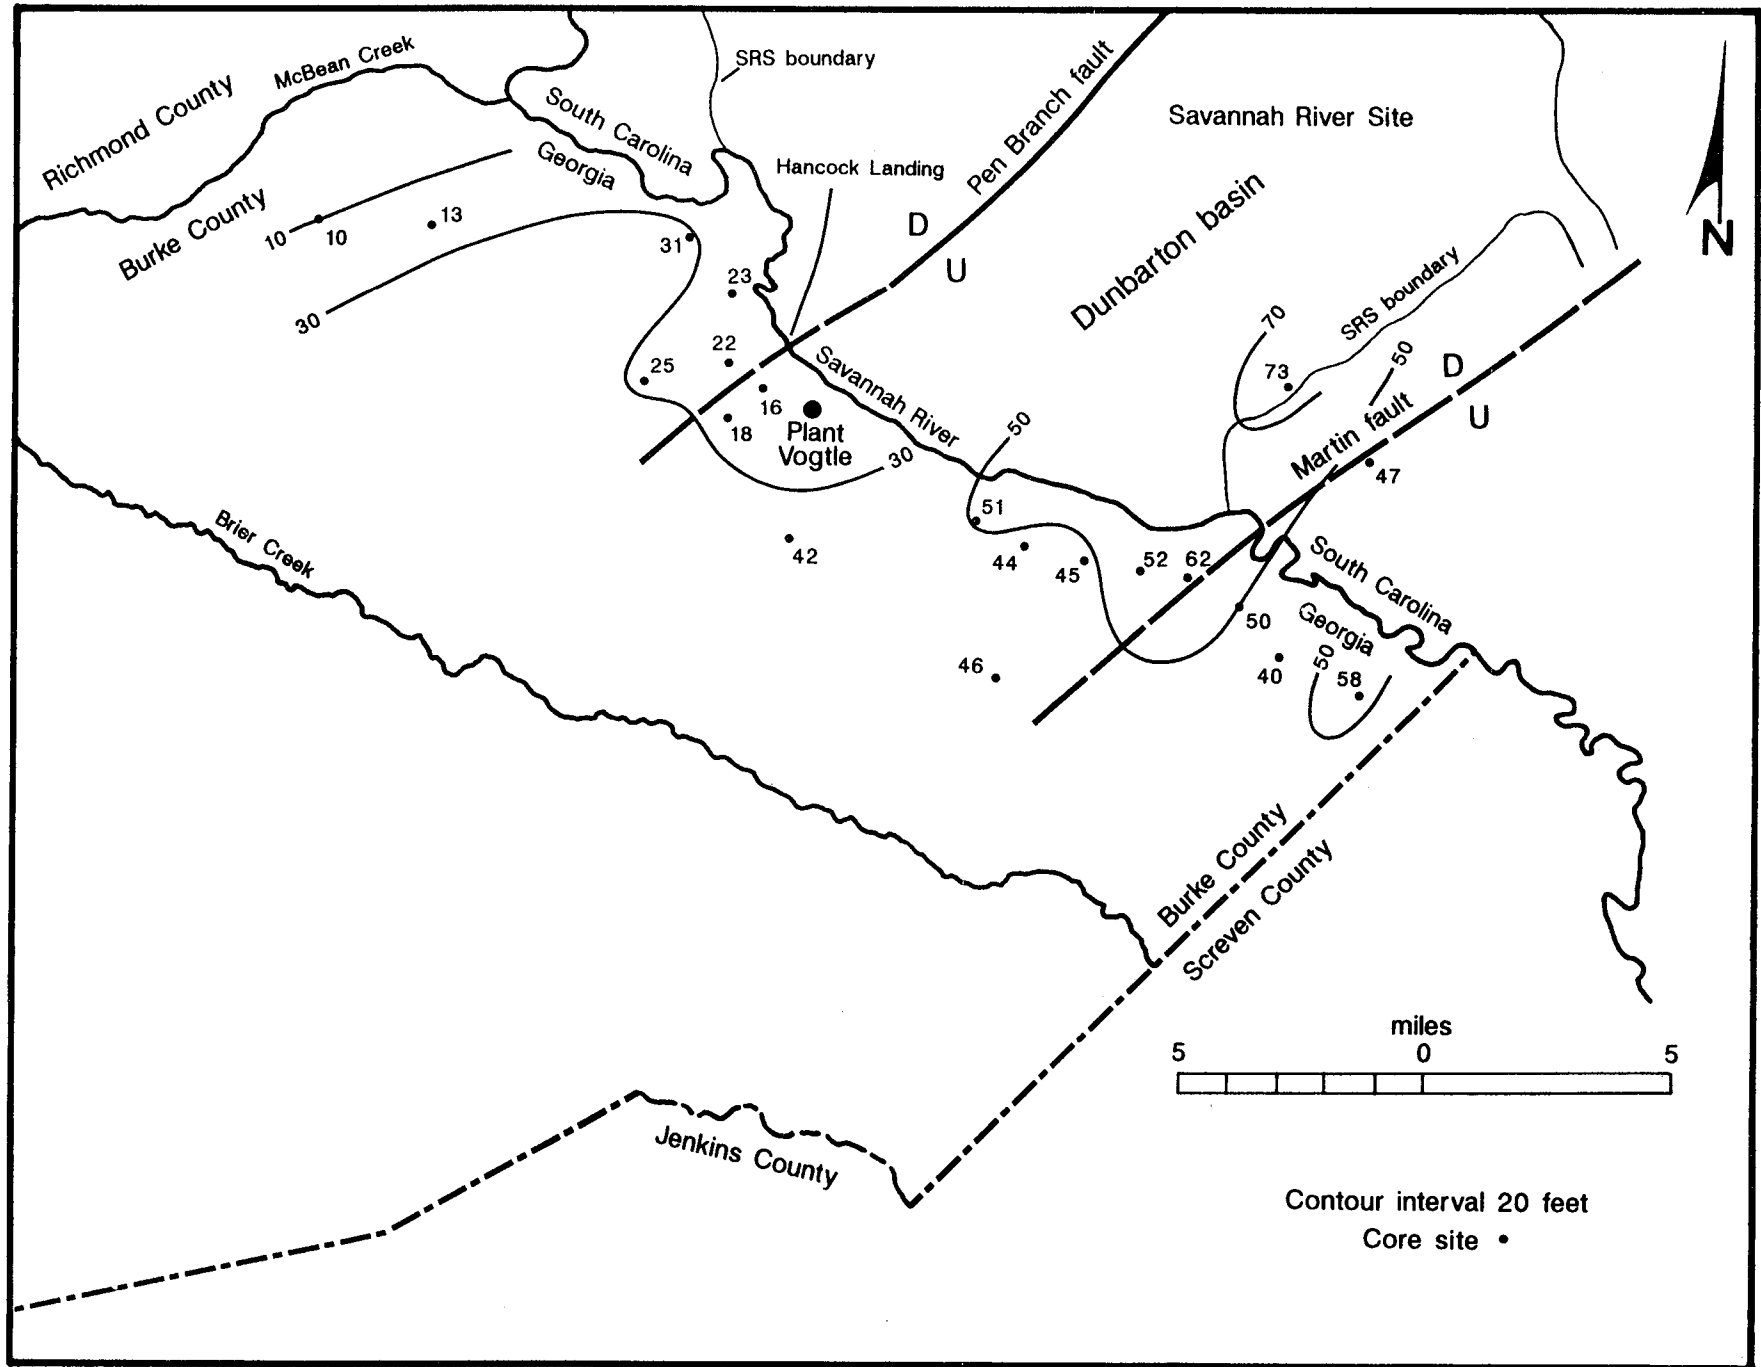 McBean Creek
SRS boundary
Richmond County
South Carolina
Georgia
Pen Branch fault
Savannah River Site
Hancock Landing
Burke County
10
10
13
D
U
Dunbarton basin
N
31
23
30
SRS boundary
70
50
22
25
73
D
U
16
18
Plant
Vogtle
Savannah River
30
50
Martin fault
47
51
Brier Creek
42
44
45
52
62
South Carolina
Georgia
50
46
40
50
58
Burke County
Screven County
miles
5 0 5
Jenkins County
Contour interval 20 feet
Core site